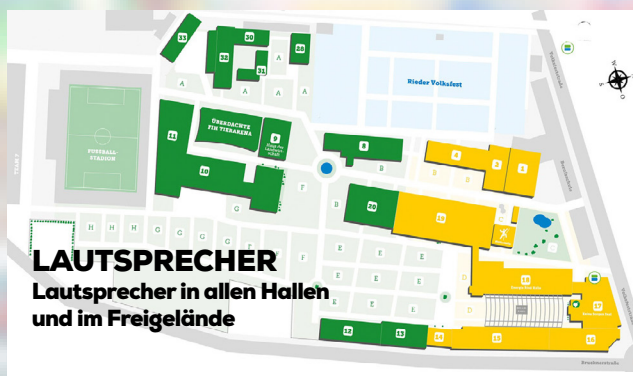 33
30
28
32
31
A
A
A
A
A
Rieder Volksfest
ÜBERDACHTE
FIH TIERARENA
9
11
8
4
2
1
FUSSBALL-
STADION
10
B
B
B
F
G
20
19
C
H H H G G G
F
E E E
LAUTSPRECHER
Lautsprecher in allen Hallen
und im Freigelände
E E E
E E E
D
D
18
17
12
13
14
15
16
W
N
S
O